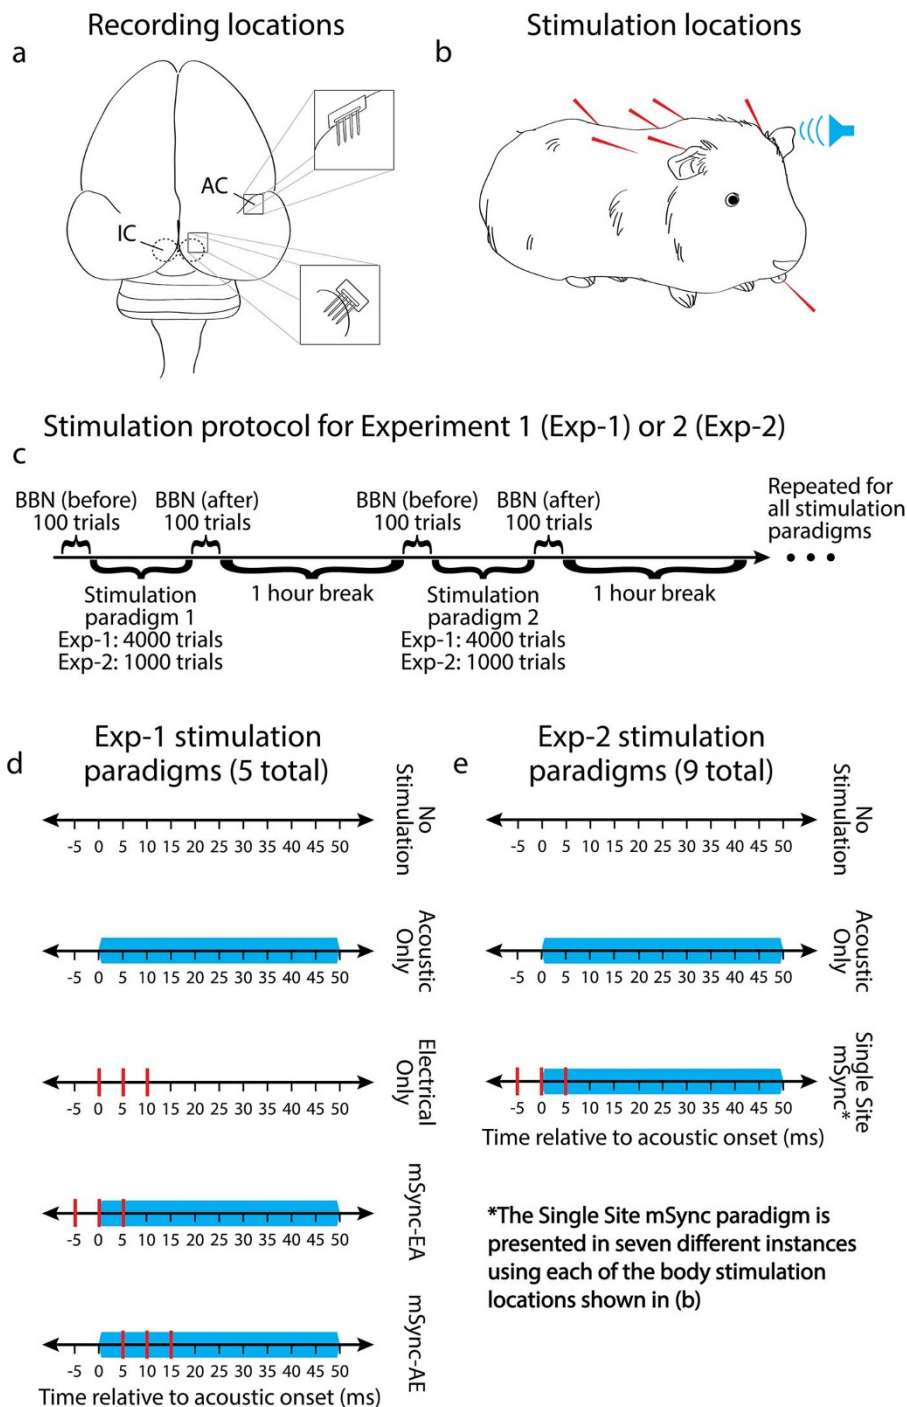 Recording locations
Stimulation locations
a
b
AC
IC
Stimulation protocol for Experiment 1 (Exp-1) or 2 (Exp-2)
c
BBN (before)
100 trials
BBN (after)
100 trials
BBN (before)
100 trials
BBN (after)
100 trials
Repeated for
all stimulation
paradigms
Stimulation
paradigm 1
Exp-1: 4000 trials
Exp-2: 1000 trials
1 hour break
Stimulation
paradigm 2
Exp-1: 4000 trials
Exp-2: 1000 trials
1 hour break
d
Exp-1 stimulation
paradigms (5 total)
No
Stimulation
-5 0 5 10 15 20 25 30 35 40 45 50
Acoustic
Only
-5 0 5 10 15 20 25 30 35 40 45 50
Electrical
Only
-5 0 5 10 15 20 25 30 35 40 45 50
mSync-EA
-5 0 5 10 15 20 25 30 35 40 45 50
mSync-AE
-5 0 5 10 15 20 25 30 35 40 45 50
Time relative to acoustic onset (ms)
e
Exp-2 stimulation
paradigms (9 total)
No
Stimulation
-5 0 5 10 15 20 25 30 35 40 45 50
Acoustic
Only
-5 0 5 10 15 20 25 30 35 40 45 50
Single Site
mSync*
-5 0 5 10 15 20 25 30 35 40 45 50
Time relative to acoustic onset (ms)
*The Single Site mSync paradigm is
presented in seven different instances
using each of the body stimulation
locations shown in (b)